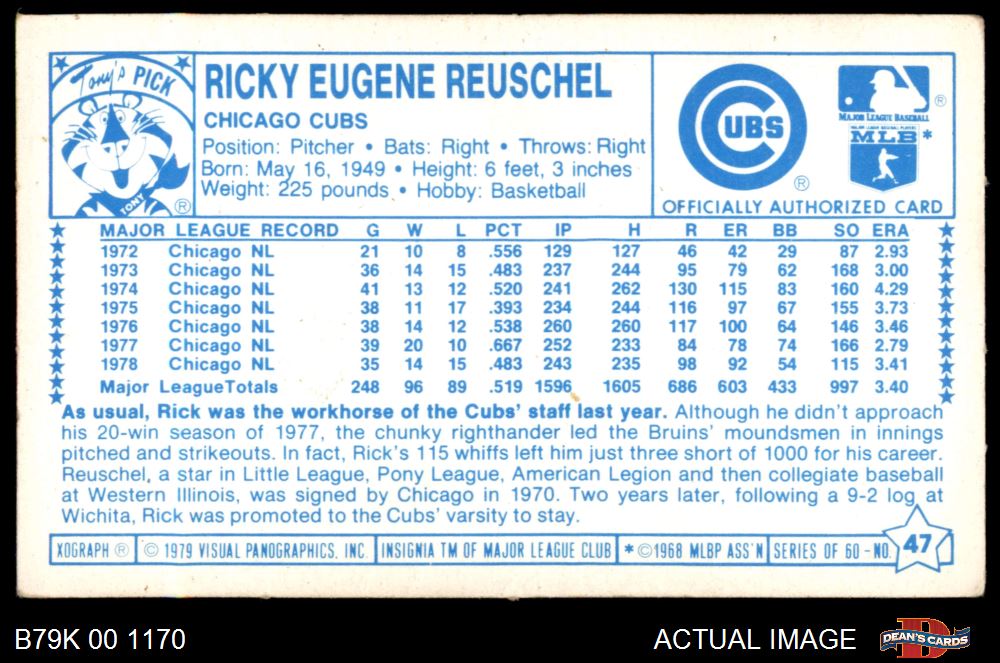 Tony's PICK
TONY
®
RICKY EUGENE REUSCHEL
CHICAGO CUBS
Position: Pitcher • Bats: Right • Throws: Right
Born: May 16, 1949 • Height: 6 feet, 3 inches
Weight: 225 pounds • Hobby: Basketball
CUBS
®
®
MAJOR LEAGUE BASEBALL
MAJOR LEAGUE BASEBALL PLAYERS
MLB *
OFFICIALLY AUTHORIZED CARD
MAJOR LEAGUE RECORD G W L PCT IP H R ER BB SO ERA
1972 Chicago NL 21 10 8 .556 129 127 46 42 29 87 2.93
1973 Chicago NL 36 14 15 .483 237 244 95 79 62 168 3.00
1974 Chicago NL 41 13 12 .520 241 262 130 115 83 160 4.29
1975 Chicago NL 38 11 17 .393 234 244 116 97 67 155 3.73
1976 Chicago NL 38 14 12 .538 260 260 117 100 64 146 3.46
1977 Chicago NL 39 20 10 .667 252 233 84 78 74 166 2.79
1978 Chicago NL 35 14 15 .483 243 235 98 92 54 115 3.41
Major LeagueTotals 248 96 89 .519 1596 1605 686 603 433 997 3.40
As usual, Rick was the workhorse of the Cubs' staff last year. Although he didn't approach
his 20-win season of 1977, the chunky righthander led the Bruins' moundsmen in innings
pitched and strikeouts. In fact, Rick's 115 whiffs left him just three short of 1000 for his career.
Reuschel, a star in Little League, Pony League, American Legion and then collegiate baseball
at Western Illinois, was signed by Chicago in 1970. Two years later, following a 9-2 log at
Wichita, Rick was promoted to the Cubs' varsity to stay.
XOGRAPH ® © 1979 VISUAL PANOGRAPHICS, INC. INSIGNIA TM OF MAJOR LEAGUE CLUB * ©1968 MLBP ASS'N SERIES OF 60-NO. 47
B79K 00 1170
ACTUAL IMAGE
D
DEAN'S CARDS